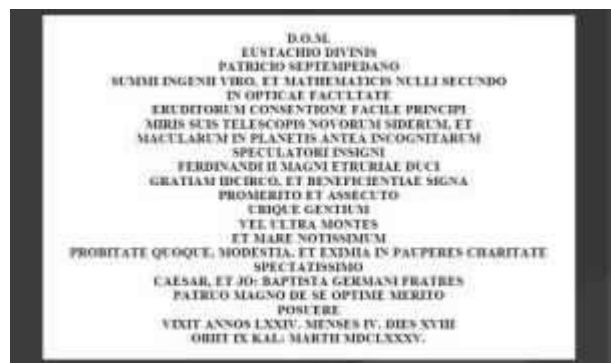 D.O.M.
EUSTACHIO DIVINIS
PATRICIO SEPTEMPEDANO
SUMMI INGENII VIRO, ET MATHEMATICIS NULLI SECUNDO
IN OPTICAE FACULTATE
ERUDITORUM CONSENTIONE FACILE PRINCIPI
MIRIS SUIS TELESCOPIS NOVORUM SIDERUM, ET
MACULARUM IN PLANETIS ANTEA INCOGNITARUM
SPECULATORI INSIGNI
FERDINANDI II MAGNI ETRURIAE DUCI
GRATIAM IDCIRCO, ET BENEFICIENTIAE SIGNA
PROMERITO ET ASSECUTO
UBIQUE GENTIUM
VEL ULTRA MONTES
ET MARE NOTISSIMUM
PROBITATE QUOQUE, MODESTIA, ET EXIMIA IN PAUPERES CHARITATE
SPECTATISSIMO
CAESAR, ET JO: BAPTISTA GERMANI FRATRES
PATRUO MAGNO DE SE OPTIME MERITO
POSUERE
VIXIT ANNOS LXXIV. MENSES IV. DIES XVIII
OBIIT IX KAL: MARTII MDCLXXXV.